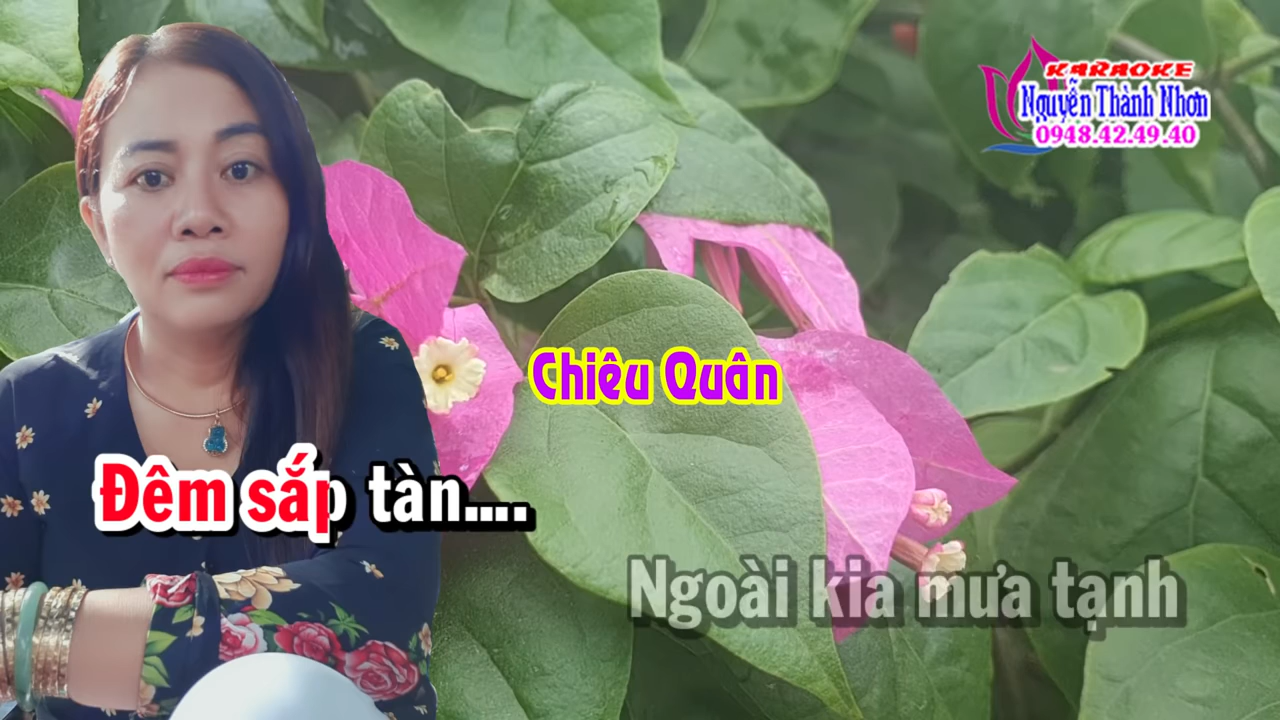 KARAOKE
Nguyễn Thành Nhơn
0948.42.49.40
Chiêu Quân
Đêm sắp tàn....
Ngoài kia mưa tạnh